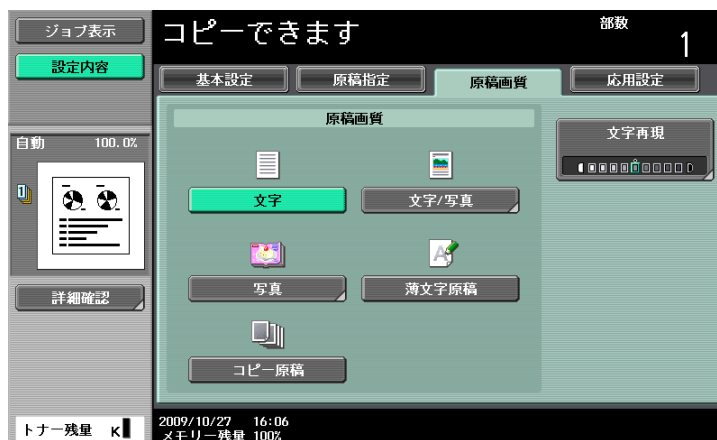 ジョブ表示
設定内容
コピーできます
部数
1
基本設定
原稿指定
原稿画質
応用設定
自動 100.0%
1
詳細確認
原稿画質
文字
文字/写真
写真
薄文字原稿
コピー原稿
文字再現
トナー残量 K
2009/10/27 16:06
メモリー残量 100%